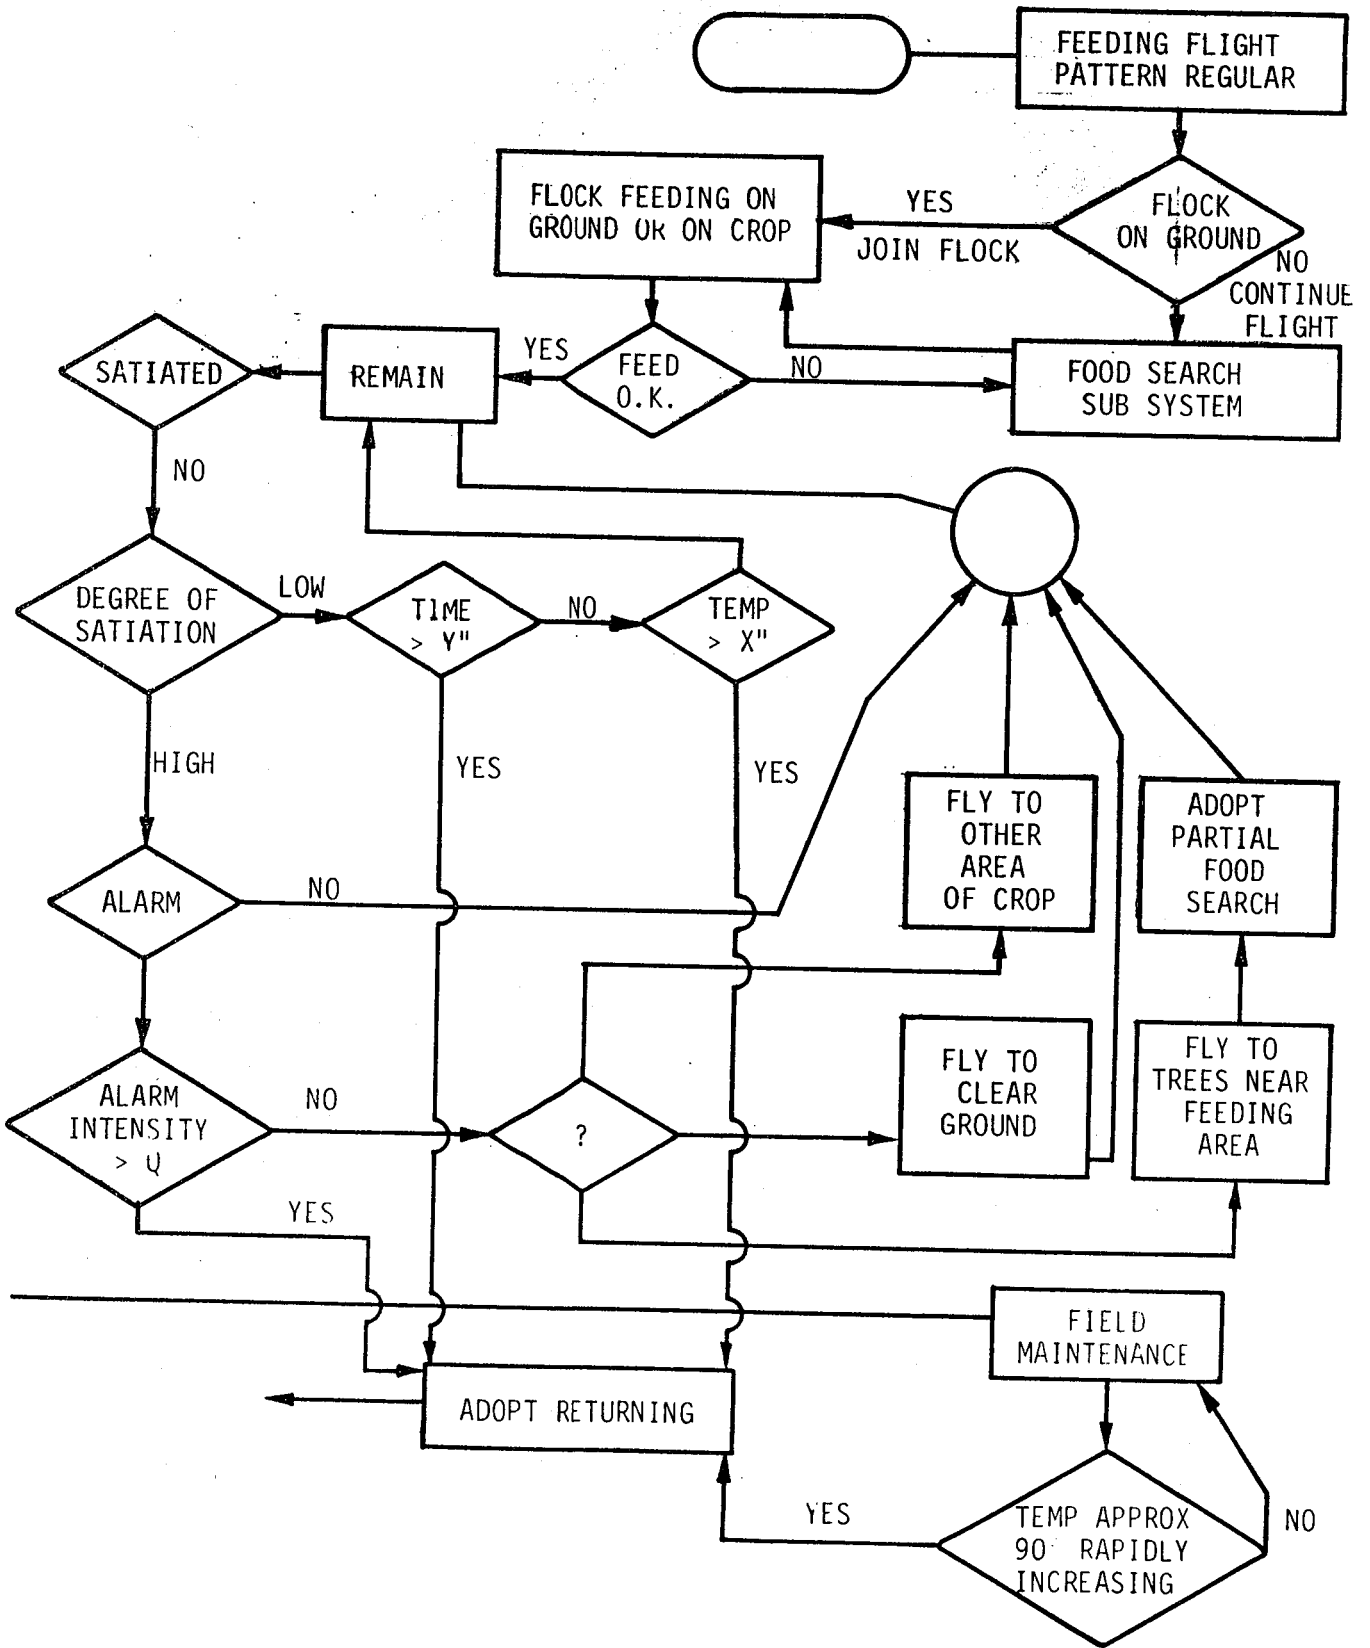 FEEDING FLIGHT
PATTERN REGULAR
FLOCK
ON GROUND
YES
JOIN FLOCK
NO
CONTINUE
FLIGHT
FLOCK FEEDING ON
GROUND OR ON CROP
FOOD SEARCH
SUB SYSTEM
FEED
O.K.
NO
YES
REMAIN
SATIATED
NO
DEGREE OF
SATIATION
LOW
TIME
> Y"
NO
TEMP
> X"
HIGH
YES
YES
ALARM
NO
FLY TO
OTHER
AREA
OF CROP
ADOPT
PARTIAL
FOOD
SEARCH
ALARM
INTENSITY
> Q
NO
?
FLY TO
CLEAR
GROUND
FLY TO
TREES NEAR
FEEDING
AREA
YES
FIELD
MAINTENANCE
ADOPT RETURNING
YES
TEMP APPROX
90° RAPIDLY
INCREASING
NO